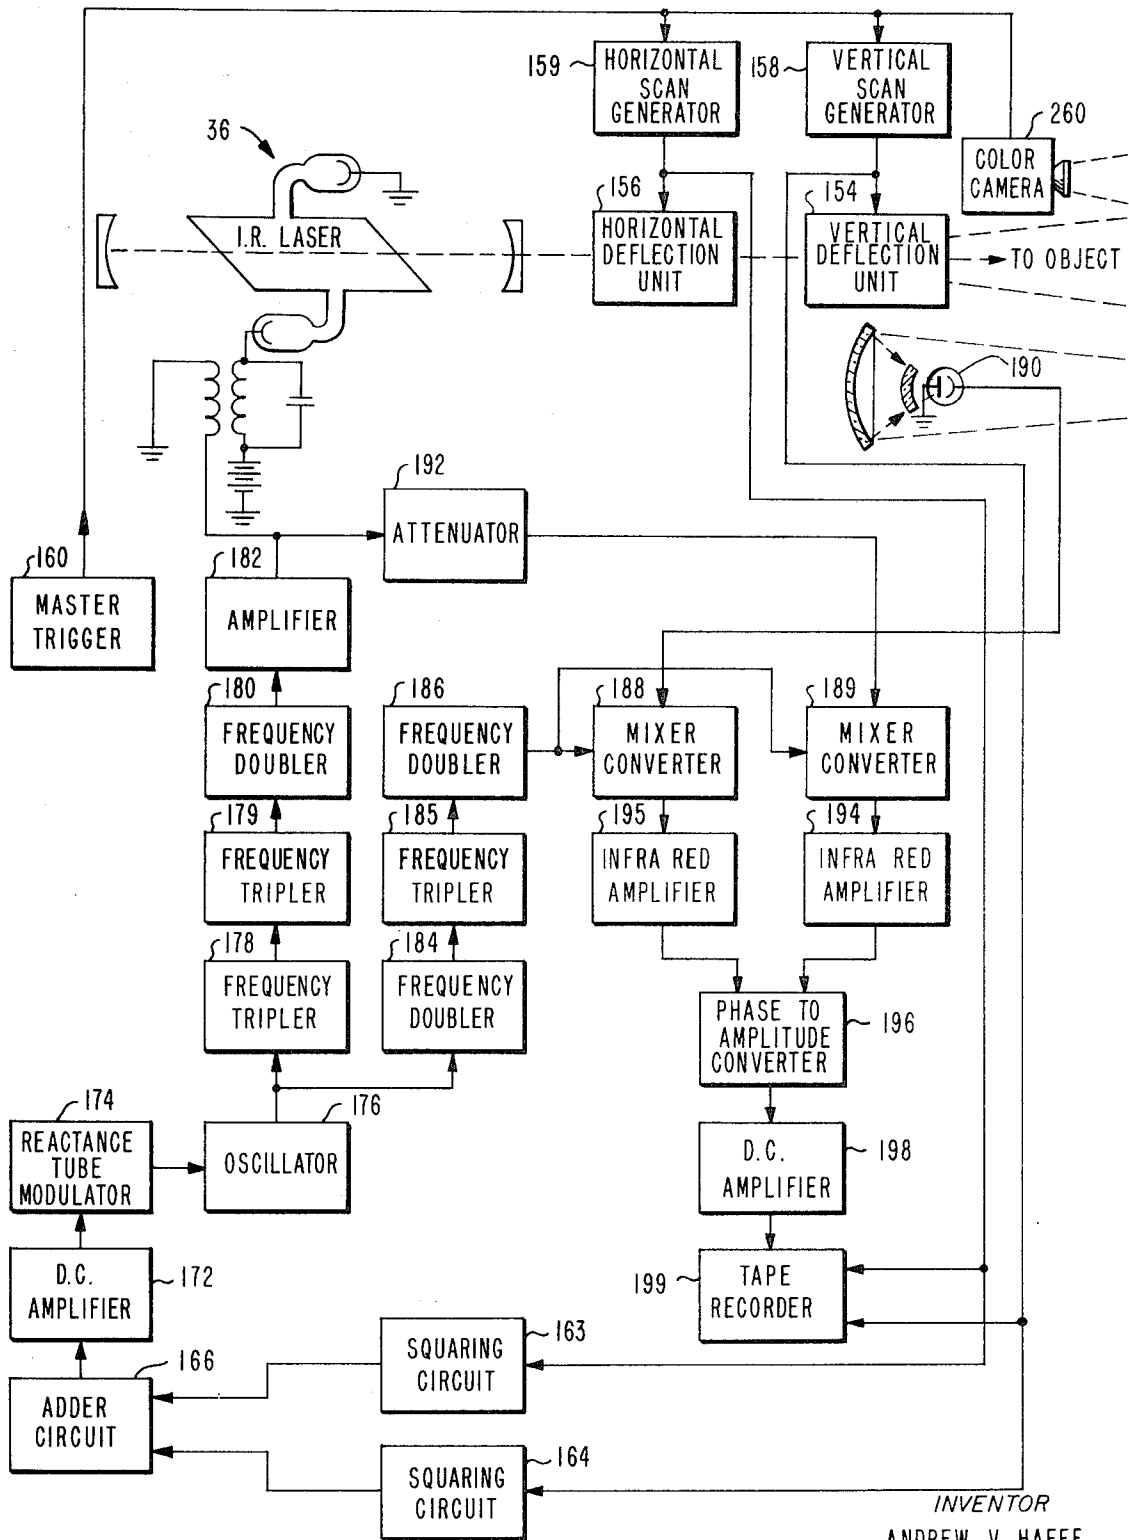 159
HORIZONTAL
SCAN
GENERATOR
158
VERTICAL
SCAN
GENERATOR
260
COLOR
CAMERA
36
I.R. LASER
156
HORIZONTAL
DEFLECTION
UNIT
154
VERTICAL
DEFLECTION
UNIT
TO OBJECT
190
192
ATTENUATOR
160
MASTER
TRIGGER
182
AMPLIFIER
180
FREQUENCY
DOUBLER
186
FREQUENCY
DOUBLER
188
MIXER
CONVERTER
189
MIXER
CONVERTER
179
FREQUENCY
TRIPLER
185
FREQUENCY
TRIPLER
195
INFRA RED
AMPLIFIER
194
INFRA RED
AMPLIFIER
178
FREQUENCY
TRIPLER
184
FREQUENCY
DOUBLER
PHASE TO
AMPLITUDE
CONVERTER
196
174
REACTANCE
TUBE
MODULATOR
176
OSCILLATOR
D.C.
AMPLIFIER
198
D.C.
AMPLIFIER
172
199
TAPE
RECORDER
163
SQUARING
CIRCUIT
166
ADDER
CIRCUIT
164
SQUARING
CIRCUIT
INVENTOR
ANDREW V. HAEFF